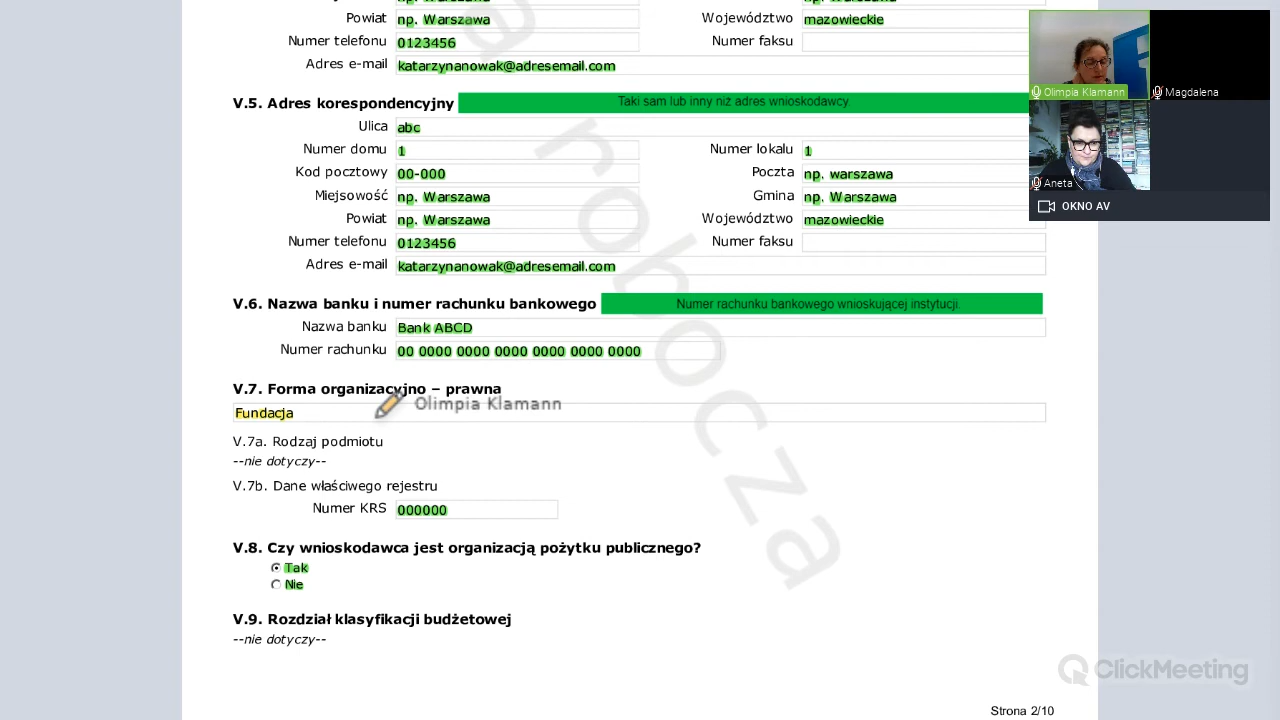 Powiat np. Warszawa Województwo mazowieckie
Numer telefonu 0123456 Numer faksu
Adres e-mail katarzynanowak@adresemail.com
V.5. Adres korespondencyjny Taki sam lub inny niż adres wnioskodawcy.
Ulica abc
Numer domu 1 Numer lokalu 1
Kod pocztowy 00-000 Poczta np. warszawa
Miejsowość np. Warszawa Gmina np. Warszawa
Powiat np. Warszawa Województwo mazowieckie
Numer telefonu 0123456 Numer faksu
Adres e-mail katarzynanowak@adresemail.com
V.6. Nazwa banku i numer rachunku bankowego Numer rachunku bankowego wnioskującej instytucji.
Nazwa banku Bank ABCD
Numer rachunku 00 0000 0000 0000 0000 0000 0000
V.7. Forma organizacyjno – prawna
Olimpia Klamann
Fundacja
V.7a. Rodzaj podmiotu
--nie dotyczy--
V.7b. Dane właściwego rejestru
Numer KRS 000000
V.8. Czy wnioskodawca jest organizacją pożytku publicznego?
Tak
Nie
V.9. Rozdział klasyfikacji budżetowej
--nie dotyczy--
Strona 2/10
robocza
Olimpia Klamann Magdalena
Aneta
OKNO AV
ClickMeeting